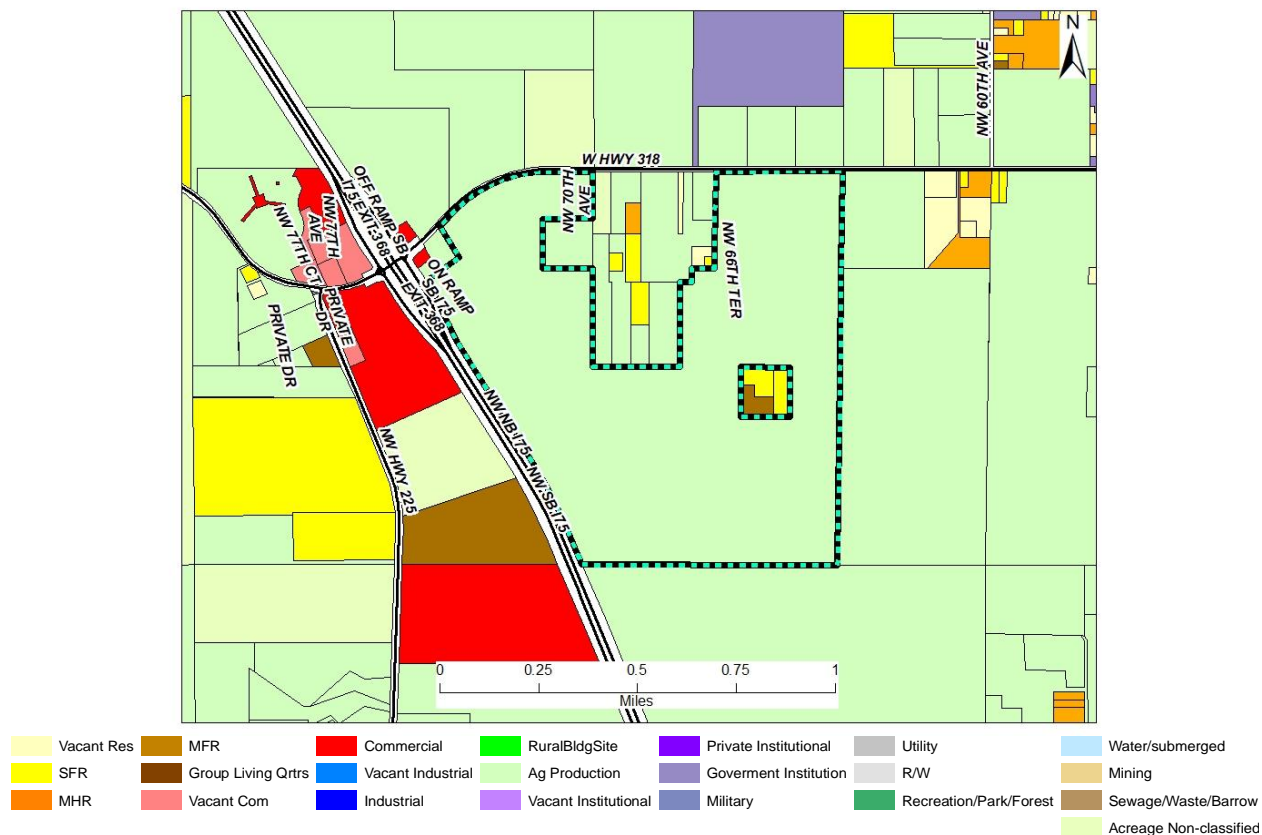 N
NW 60TH AVE
W HWY 318
OFF RAMP SB
I75 EXIT 368
NW 70TH
AVE
NW 77TH
AVE
NW 77TH CT
NW 66TH TER
ON RAMP
SB I75
EXIT 368
PRIVATE
DR
PRIVATE DR
NW NB I75
NW HWY 225
NW SB I75
0 0.25 0.5 0.75 1
Miles
Vacant Res MFR Commercial RuralBldgSite Private Institutional Utility Water/submerged
SFR Group Living Qrtrs Vacant Industrial Ag Production Goverment Institution R/W Mining
MHR Vacant Com Industrial Vacant Institutional Military Recreation/Park/Forest Sewage/Waste/Barrow
Acreage Non-classified